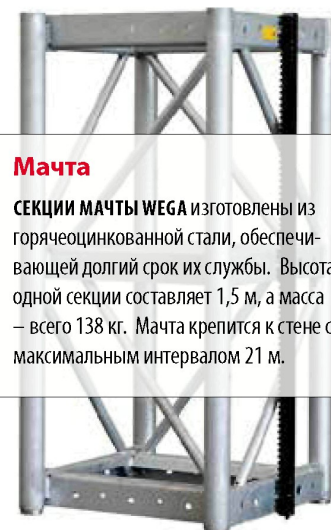 Мачта
СЕКЦИИ МАЧТЫ WEGA изготовлены из
горячеоцинкованной стали, обеспечи-
вающей долгий срок их службы. Высота
одной секции составляет 1,5 м, а масса
– всего 138 кг. Мачта крепится к стене с
максимальным интервалом 21 м.